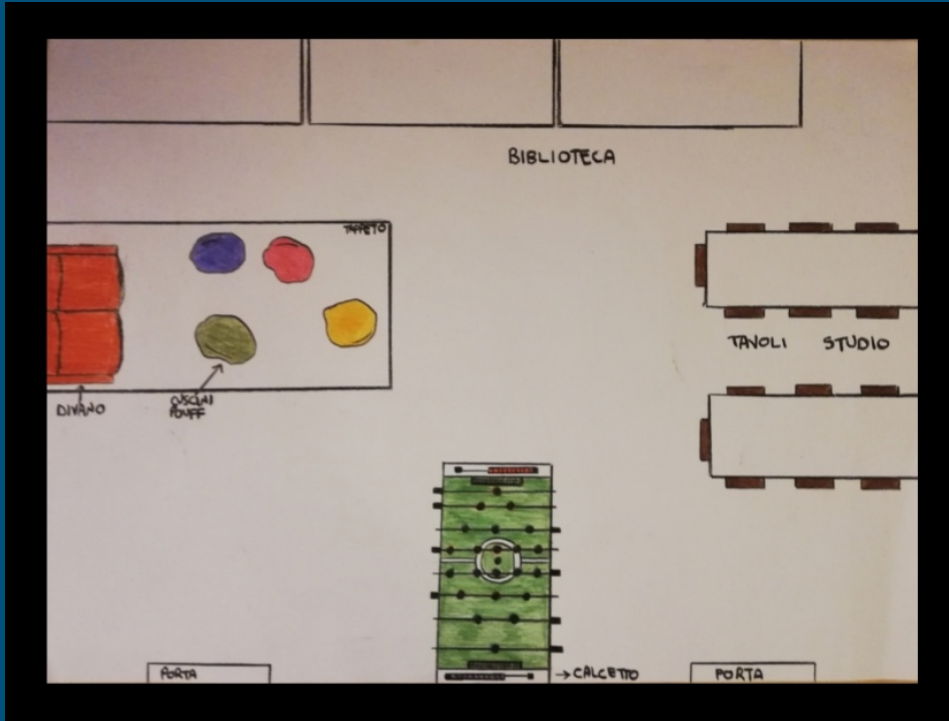 BIBLIOTECA
TAPPETO
TAVOLI STUDIO
DIVANO
CUSCINI
POUFF
CALCETTO
PORTA
PORTA